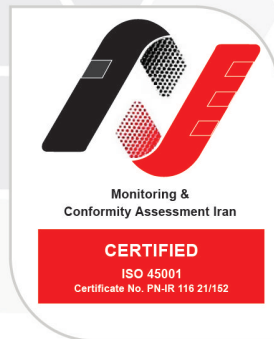 Monitoring &
Conformity Assessment Iran
CERTIFIED
ISO 45001
Certificate No. PN-IR 116 21/152